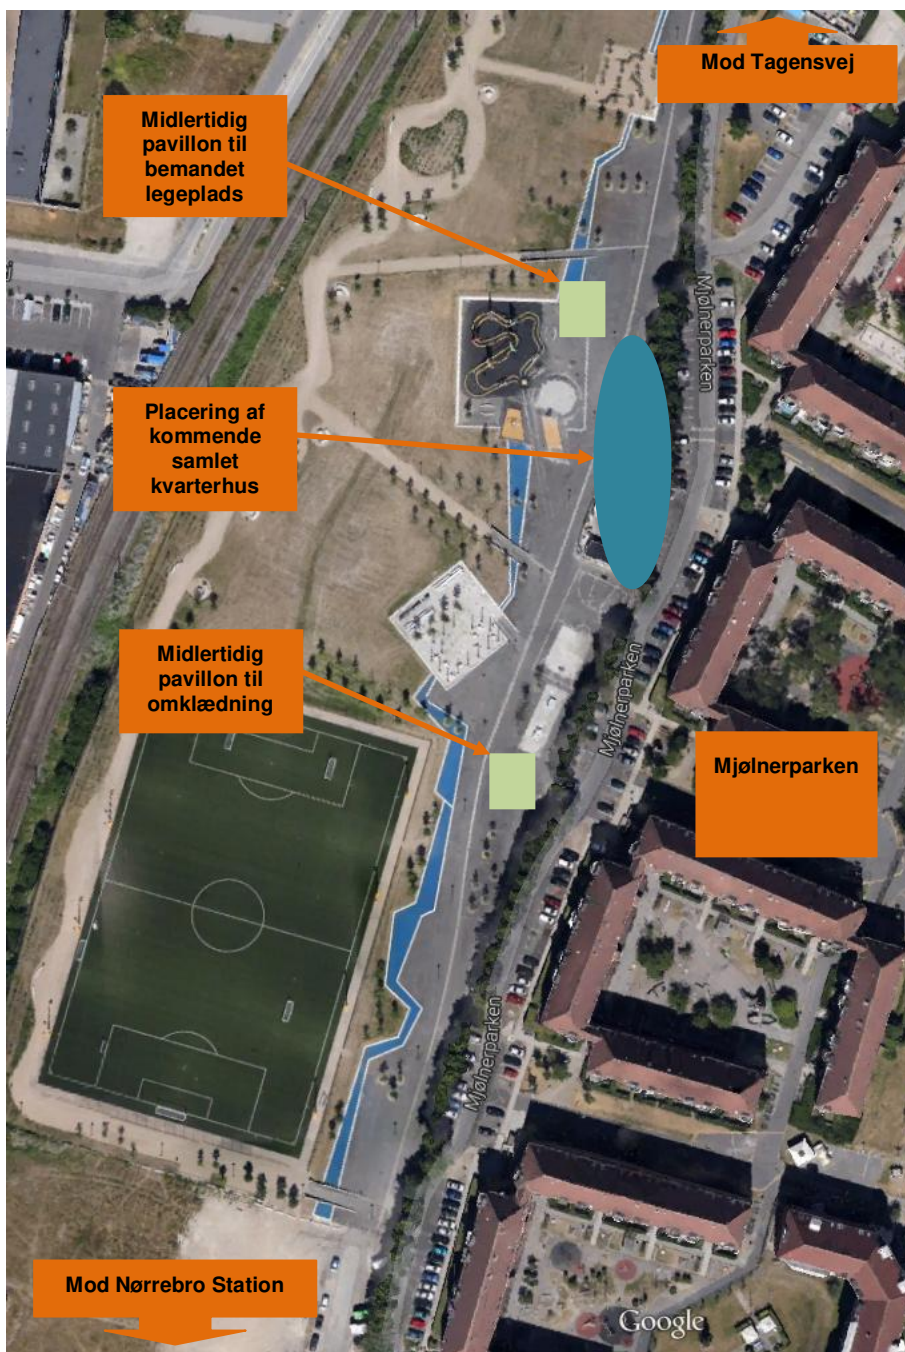 Mod Tagensvej
Midlertidig
pavillon til
bemandet
legeplads
Mjølnerparken
Placering af
kommende
samlet
kvarterhus
Midlertidig
pavillon til
omklædning
Mjølnerparken
Mjølnerparken
Mjølnerparken
Mod Nørrebro Station
Google